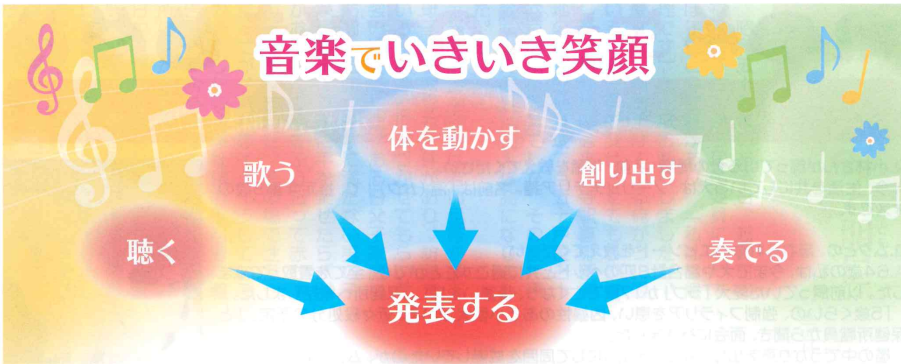 音楽でいきいき笑顔
体を動かす
歌う
創り出す
聴く
奏でる
発表する